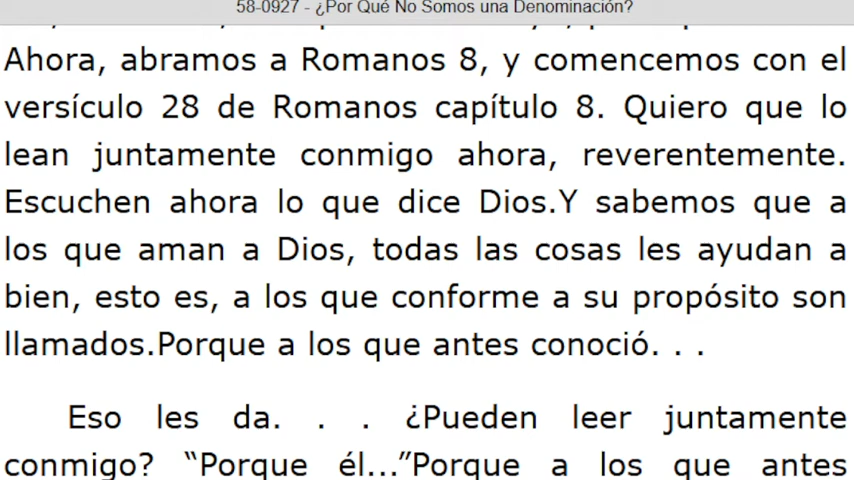 58-0927 - ¿Por Qué No Somos una Denominación?
Ahora, abramos a Romanos 8, y comencemos con el
versículo 28 de Romanos capítulo 8. Quiero que lo
lean juntamente conmigo ahora, reverentemente.
Escuchen ahora lo que dice Dios.Y sabemos que a
los que aman a Dios, todas las cosas les ayudan a
bien, esto es, a los que conforme a su propósito son
llamados.Porque a los que antes conoció. . .
Eso les da. . . ¿Pueden leer juntamente
conmigo? “Porque él...”Porque a los que antes